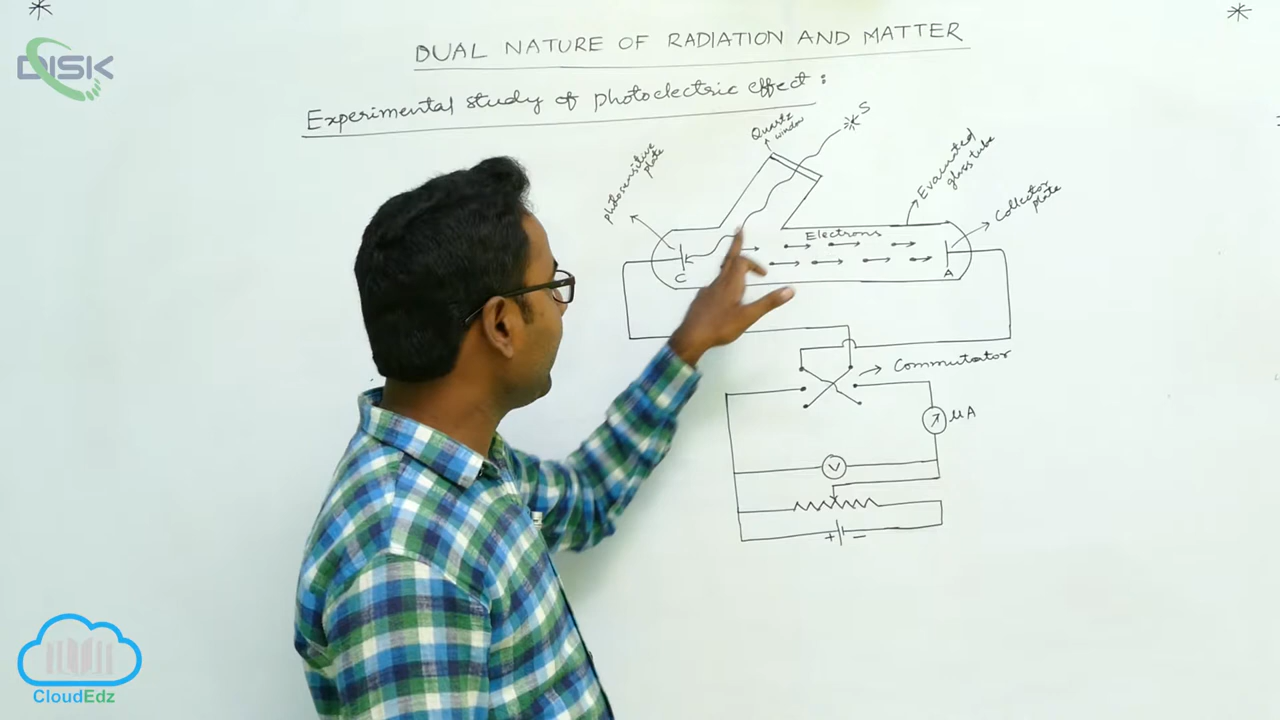 DISK
DUAL NATURE OF RADIATION AND MATTER
Experimental study of photoelectric effect :
S
Quartz
window
Photosensitive
plate
Evacuated
glass tube
Collector
plate
Electrons
C
A
Commutator
μA
V
+ −
CloudEdz